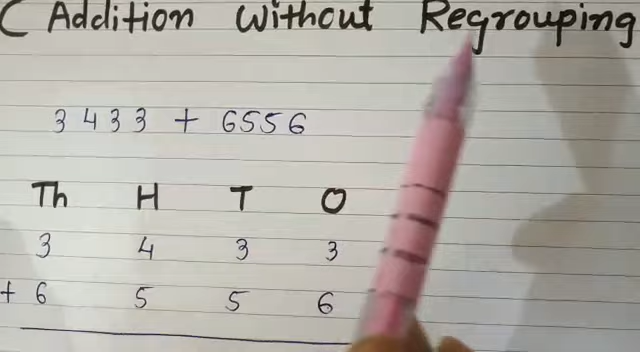 C Addition Without Regrouping
3433 + 6556
Th H T O
3 4 3 3
+ 6 5 5 6